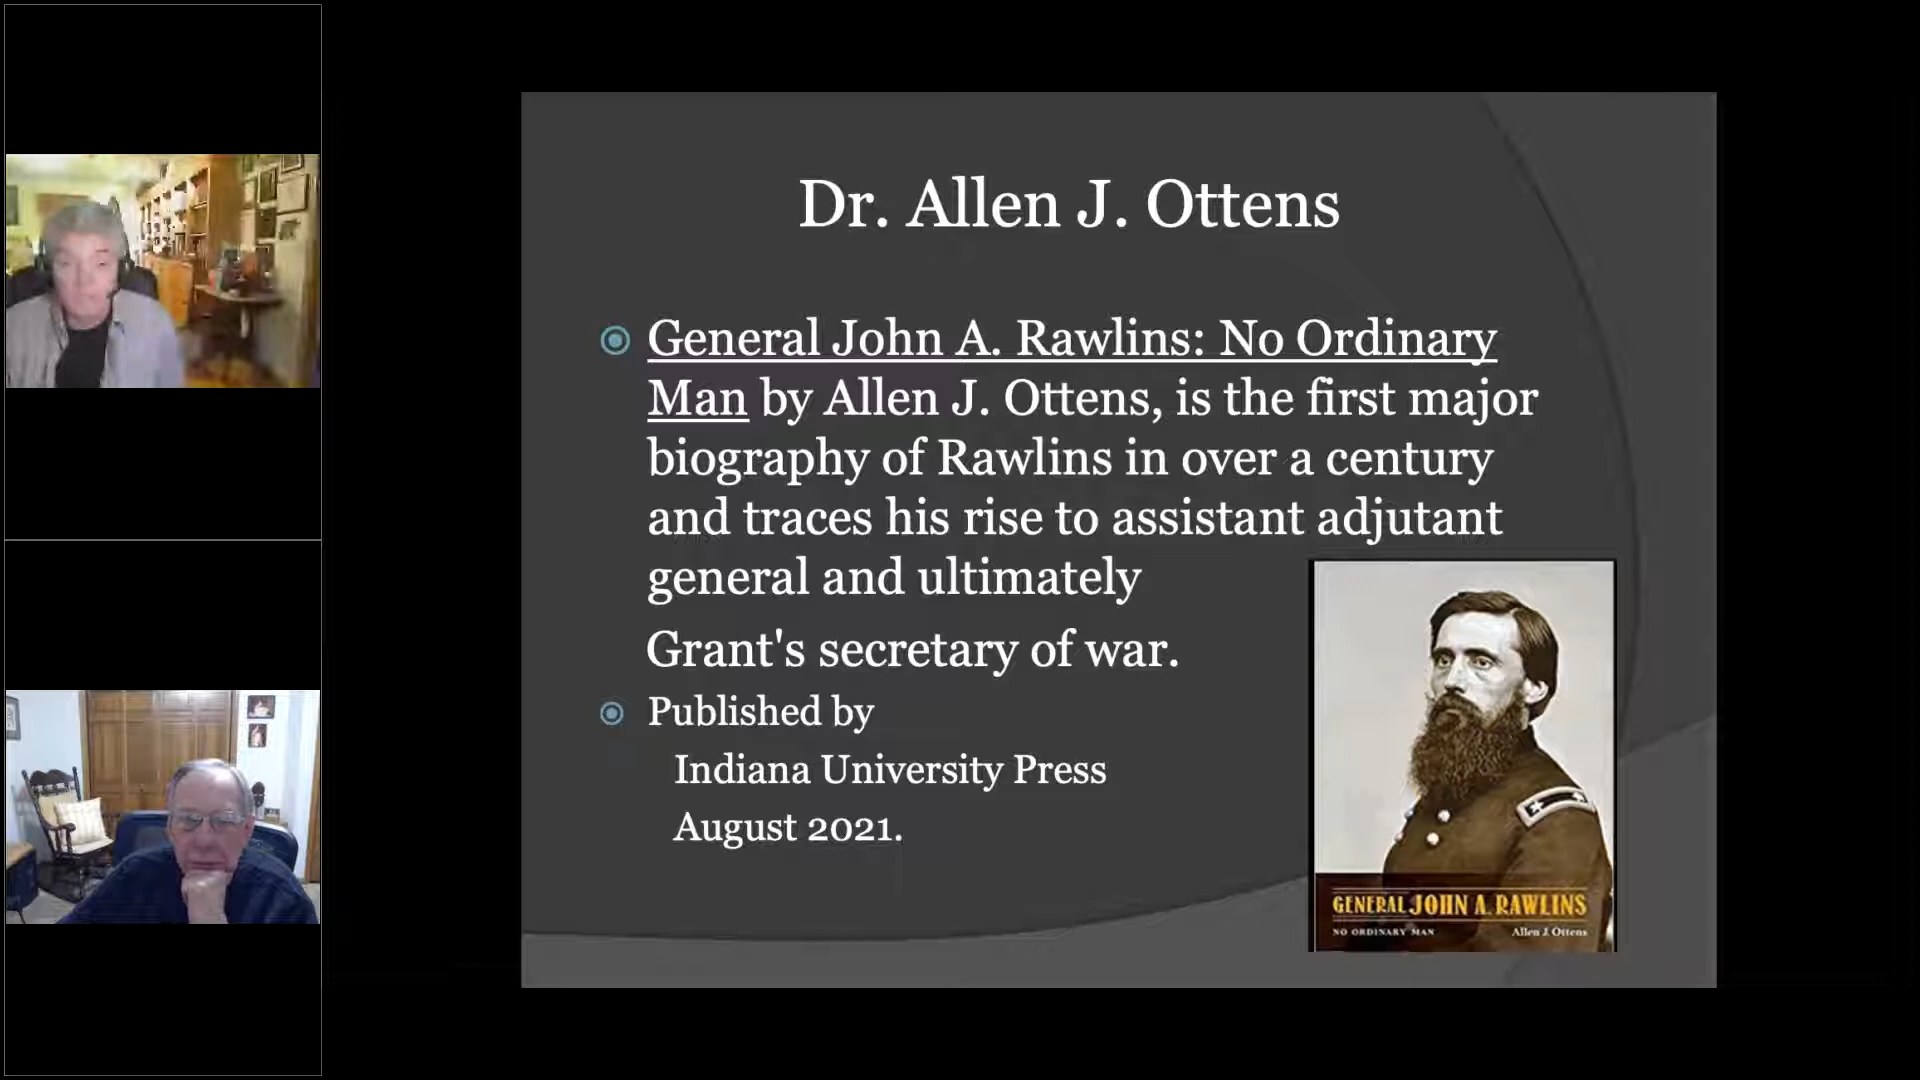 Dr. Allen J. Ottens
General John A. Rawlins: No Ordinary
Man by Allen J. Ottens, is the first major
biography of Rawlins in over a century
and traces his rise to assistant adjutant
general and ultimately
Grant's secretary of war.
Published by
Indiana University Press
August 2021.
GENERAL JOHN A. RAWLINS
NO ORDINARY MAN Allen J. Ottens